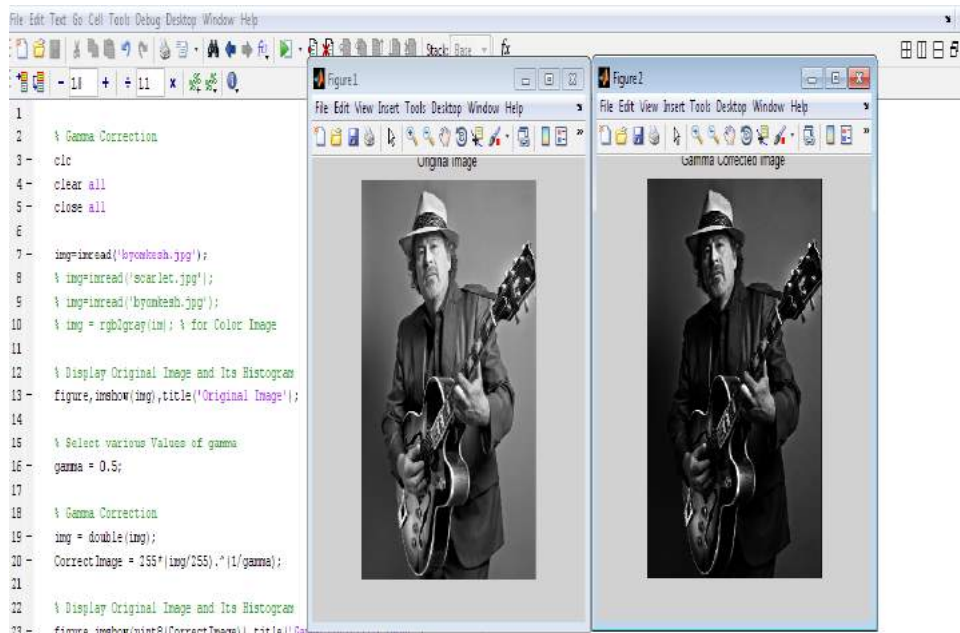 File Edit Text Go Cell Tools Debug Desktop Window Help
Stack: Base fx
- 1.0 + ÷ 1.1 ×
1
2 % Gamma Correction
3 - clc
4 - clear all
5 - close all
6
7 - img=imread('byomkesh.jpg');
8 % img=imread('scarlet.jpg');
9 % img=imread('byomkesh.jpg');
10 % img = rgb2gray(im); % for Color Image
11
12 % Display Original Image and Its Histogram
13 - figure,imshow(img),title('Original Image');
14
15 % Select various Values of gamma
16 - gamma = 0.5;
17
18 % Gamma Correction
19 - img = double(img);
20 - CorrectImage = 255*(img/255).^(1/gamma);
21
22 % Display Original Image and Its Histogram
23 - figure,imshow(uint8(CorrectImage)),title('
Figure 1
File Edit View Insert Tools Desktop Window Help
Original Image
Figure 2
File Edit View Insert Tools Desktop Window Help
Gamma Corrected Image